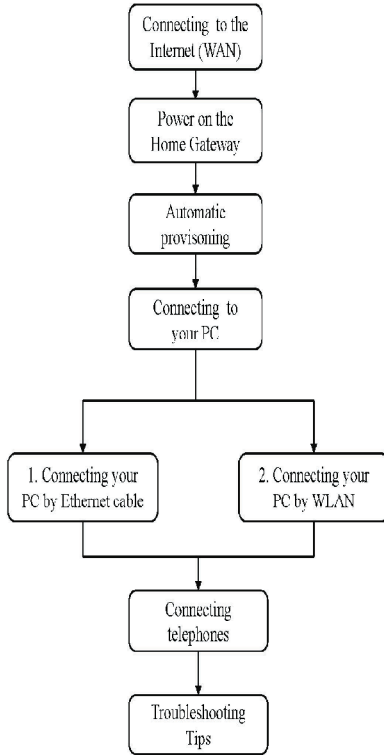 Connecting to the
Internet (WAN)
Power on the
Home Gateway
Automatic
provisoning
Connecting to
your PC
1. Connecting your
PC by Ethernet cable
2. Connecting your
PC by WLAN
Connecting
telephones
Troubleshooting
Tips